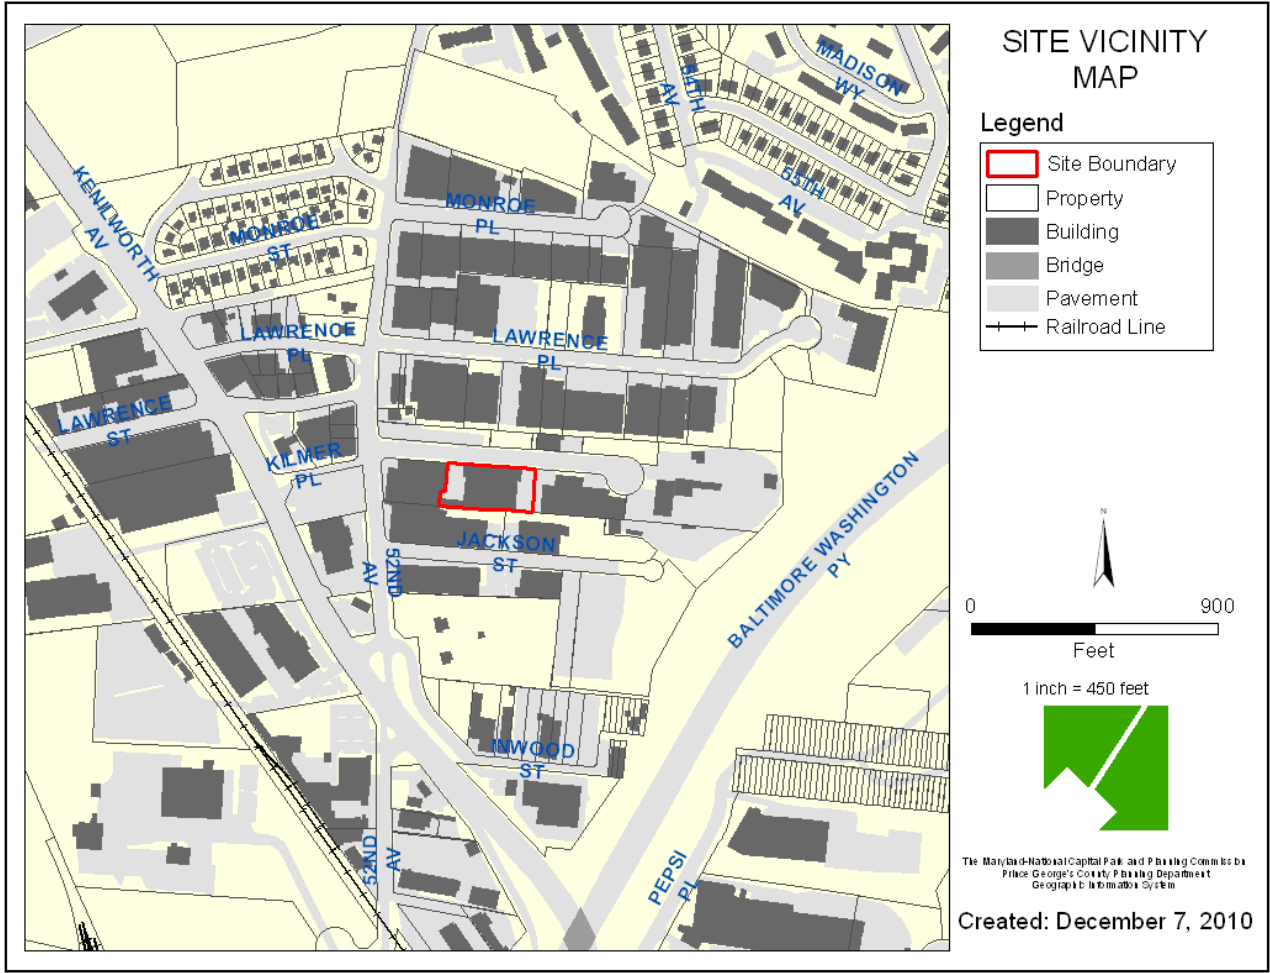 SITE VICINITY
MAP
Legend
Site Boundary
Property
Building
Bridge
Pavement
Railroad Line
N
0 900
Feet
1 inch = 450 feet
The Maryland-National Capital Park and Planning Commission
Prince George's County Planning Department
Geographic Information System
Created: December 7, 2010
MADISON
WY
54TH
AV
55TH
AV
KENILWORTH
AV
MONROE
PL
MONROE
ST
LAWRENCE
PL
LAWRENCE
PL
LAWRENCE
ST
KILMER
PL
JACKSON
ST
52ND
AV
BALTIMORE WASHINGTON
PY
INWOOD
ST
52ND
AV
PEPSI
PL